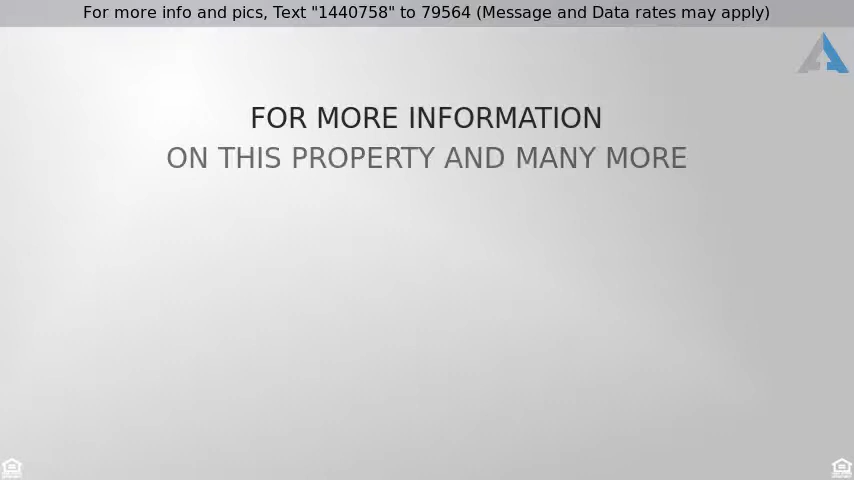 For more info and pics, Text "1440758" to 79564 (Message and Data rates may apply)
FOR MORE INFORMATION
ON THIS PROPERTY AND MANY MORE